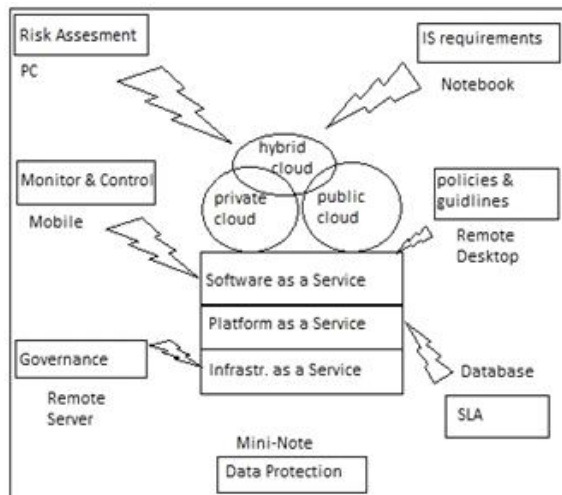 Risk Assesment
IS requirements
PC
Notebook
hybrid
cloud
Monitor & Control
private
cloud
public
cloud
policies &
guidlines
Mobile
Remote
Desktop
Software as a Service
Platform as a Service
Governance
Infrastr. as a Service
Database
Remote
Server
SLA
Mini-Note
Data Protection